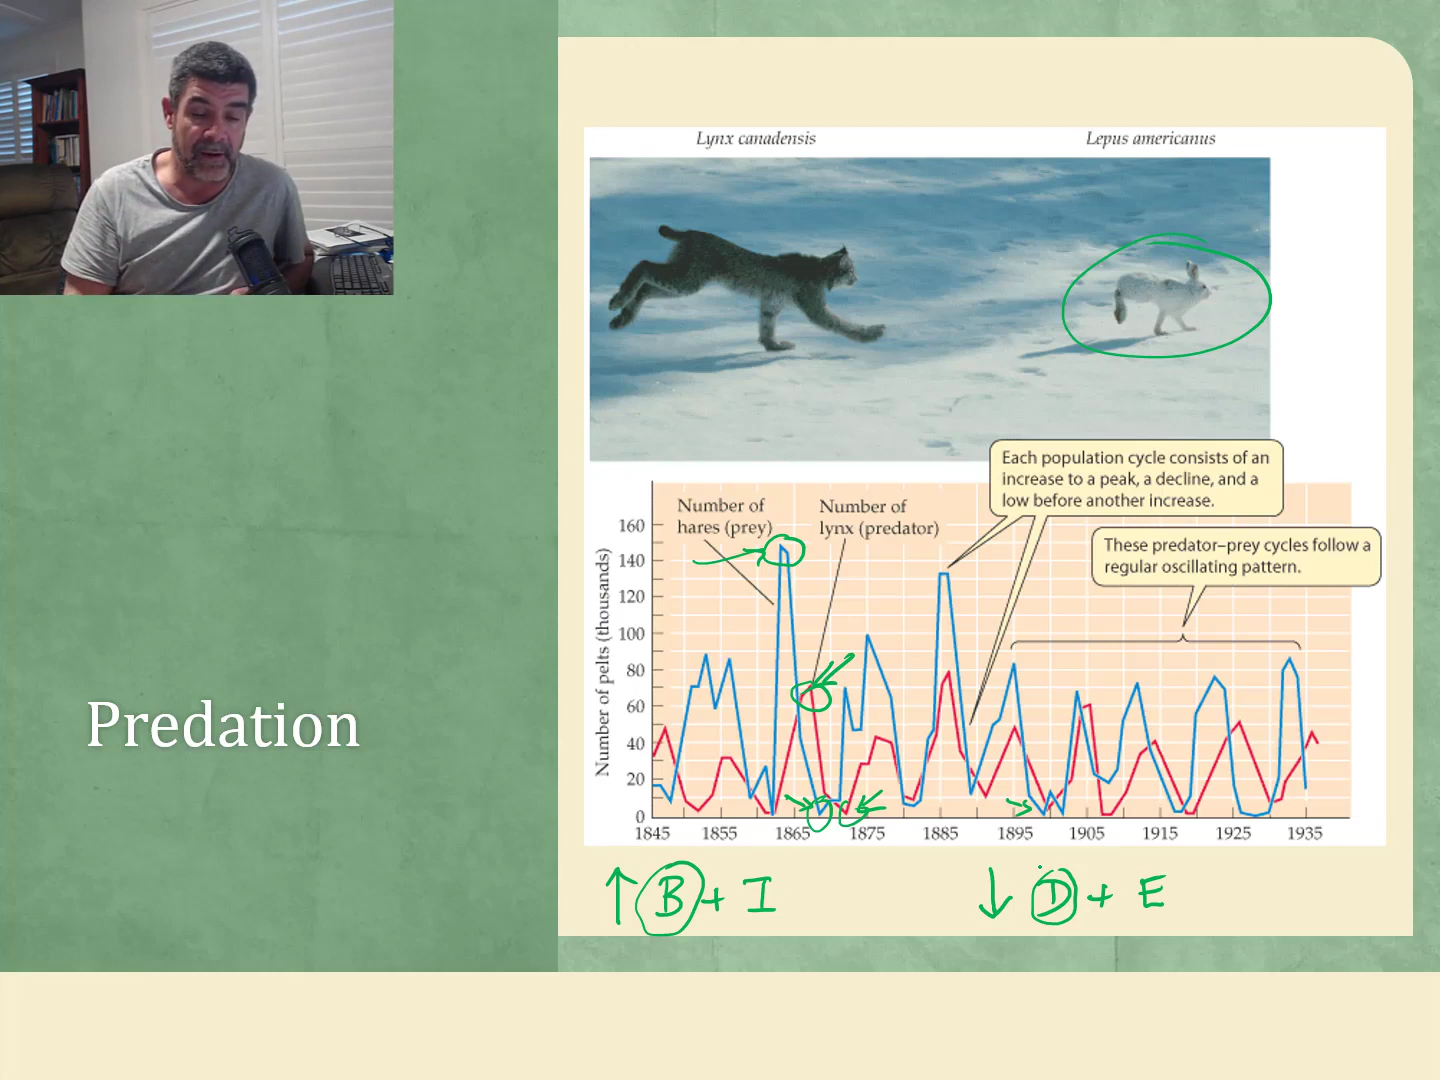 Lynx canadensis
Lepus americanus
Each population cycle consists of an
increase to a peak, a decline, and a
low before another increase.
Number of
hares (prey)
Number of
lynx (predator)
These predator–prey cycles follow a
regular oscillating pattern.
Number of pelts (thousands)
160
140
120
100
80
60
40
20
0
1845 1855 1865 1875 1885 1895 1905 1915 1925 1935
Predation
↑ B + I
↓ D + E